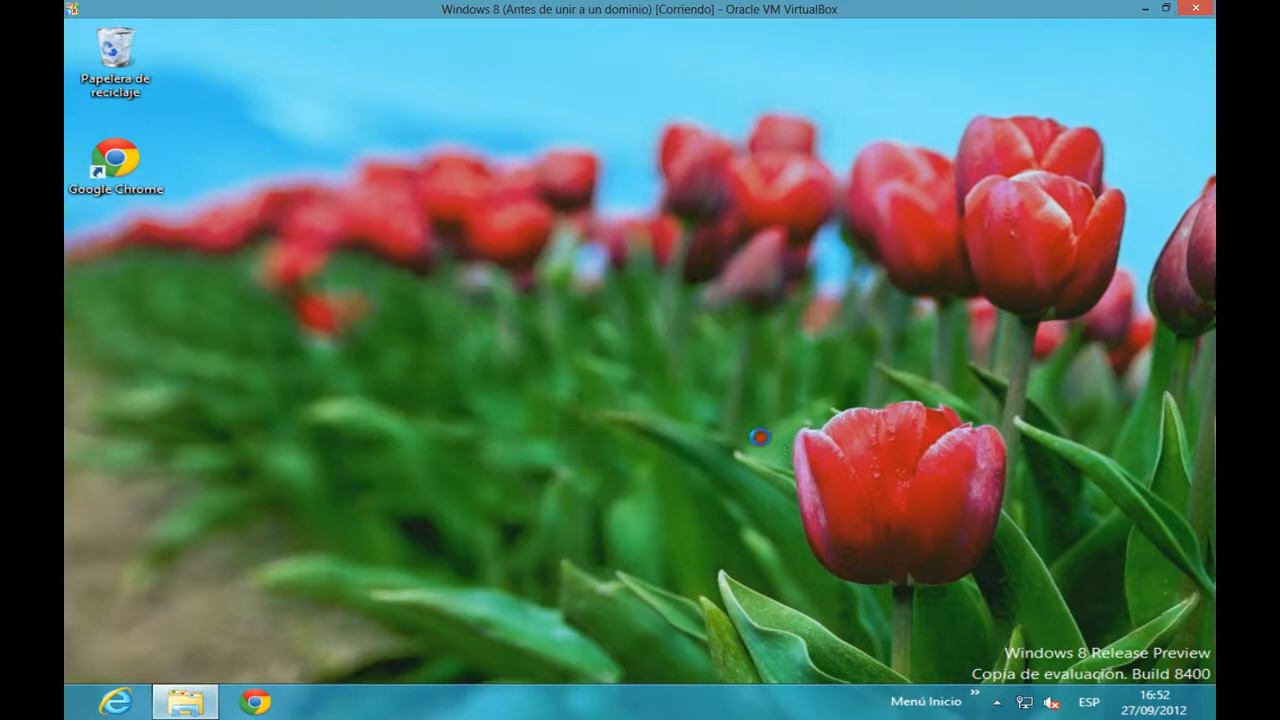 Windows 8 (Antes de unir a un dominio) [Corriendo] - Oracle VM VirtualBox
Papelera de
reciclaje
Google Chrome
Windows 8 Release Preview
Copia de evaluación. Build 8400
Menú Inicio
»
ESP
16:52
27/09/2012